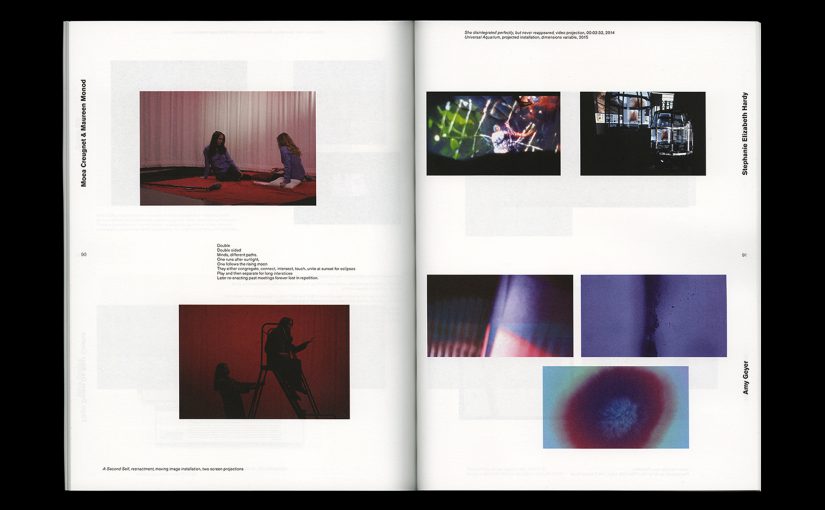 Moea Creugnet & Maureen Monod
90
Double
Double sided
Minds, different paths.
One runs after sunlight,
One follows the rising moon
They either congregate, connect, intersect, touch, unite at sunset for eclipses
Play and then separate for long interstices
Later re-enacting past meetings forever lost in repetition.
A Second Self, reenactment, moving image installation, two screen projections
She disintegrated perfectly, but never reappeared, video projection, 00:02:32, 2014
Universal Aquarium, projected installation, dimensions variable, 2015
Stephanie Elizabeth Hardy
91
Amy Geyer